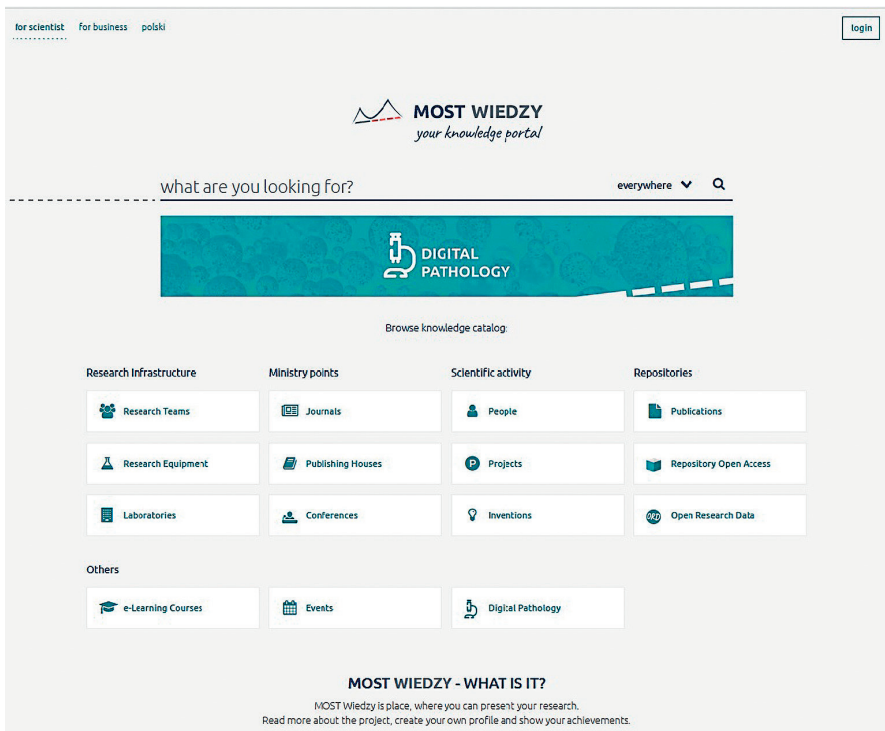 for scientist for business polski login
MOST WIEDZY
your knowledge portal
what are you looking for? everywhere
DIGITAL
PATHOLOGY
Browse knowledge catalog:
Research Infrastructure Ministry points Scientific activity Repositories
Research Teams Journals People Publications
Research Equipment Publishing Houses P Projects Repository Open Access
Laboratories Conferences Inventions ORD Open Research Data
Others
e-Learning Courses Events Digital Pathology
MOST WIEDZY - WHAT IS IT?
MOST Wiedzy is place, where you can present your research.
Read more about the project, create your own profile and show your achievements.